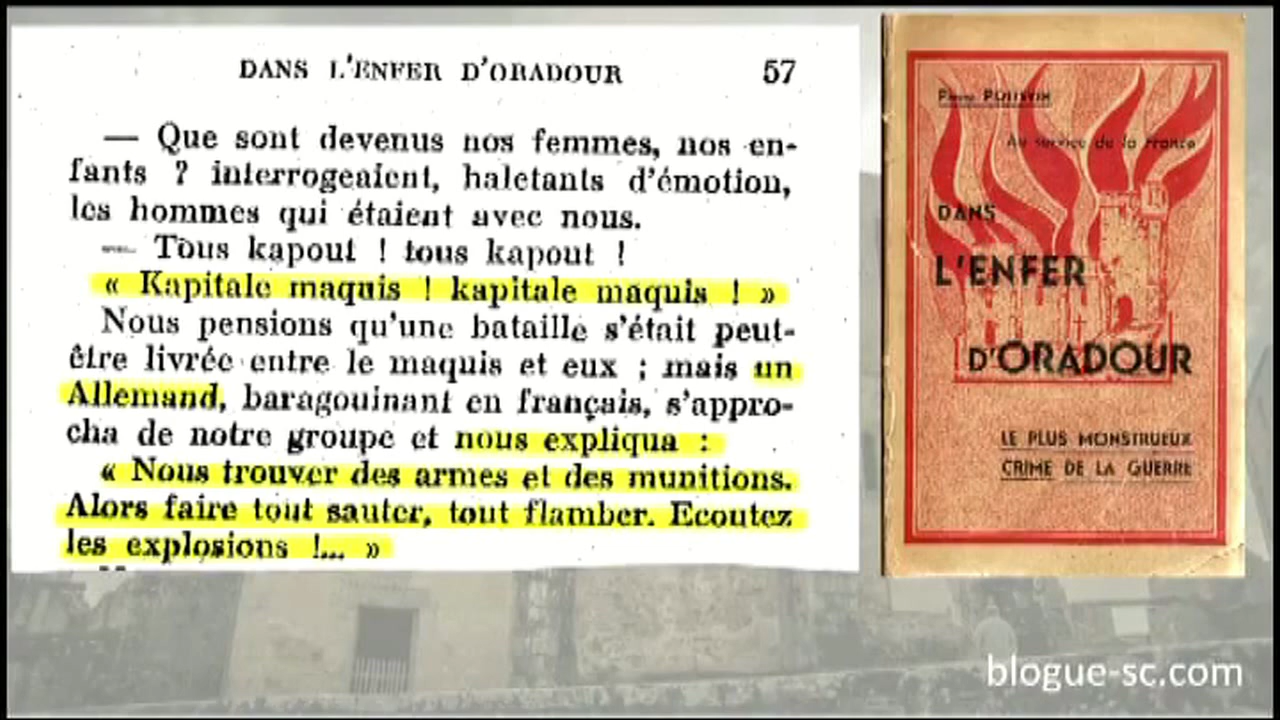 DANS L'ENFER D'ORADOUR 57
— Que sont devenus nos femmes, nos en-
fants ? interrogeaient, haletants d'émotion,
les hommes qui étaient avec nous.
— Tous kapout ! tous kapout !
« Kapitale maquis ! kapitale maquis ! »
Nous pensions qu'une bataille s'était peut-
être livrée entre le maquis et eux ; mais un
Allemand, baragouinant en français, s'appro-
cha de notre groupe et nous expliqua :
« Nous trouver des armes et des munitions.
Alors faire tout sauter, tout flamber. Ecoutez
les explosions !... »
Pierre POITEVIN
Au service de la France
DANS
L'ENFER
D'ORADOUR
LE PLUS MONSTRUEUX
CRIME DE LA GUERRE
blogue-sc.com